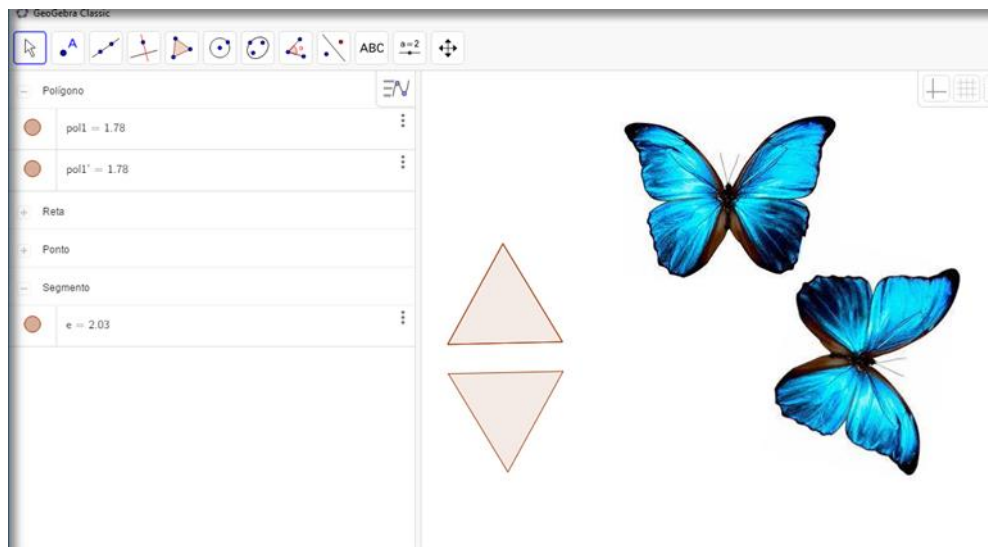 GeoGebra Classic
A
ABC
a=2
Polígono
pol1 = 1.78
pol1' = 1.78
Reta
Ponto
Segmento
e = 2.03